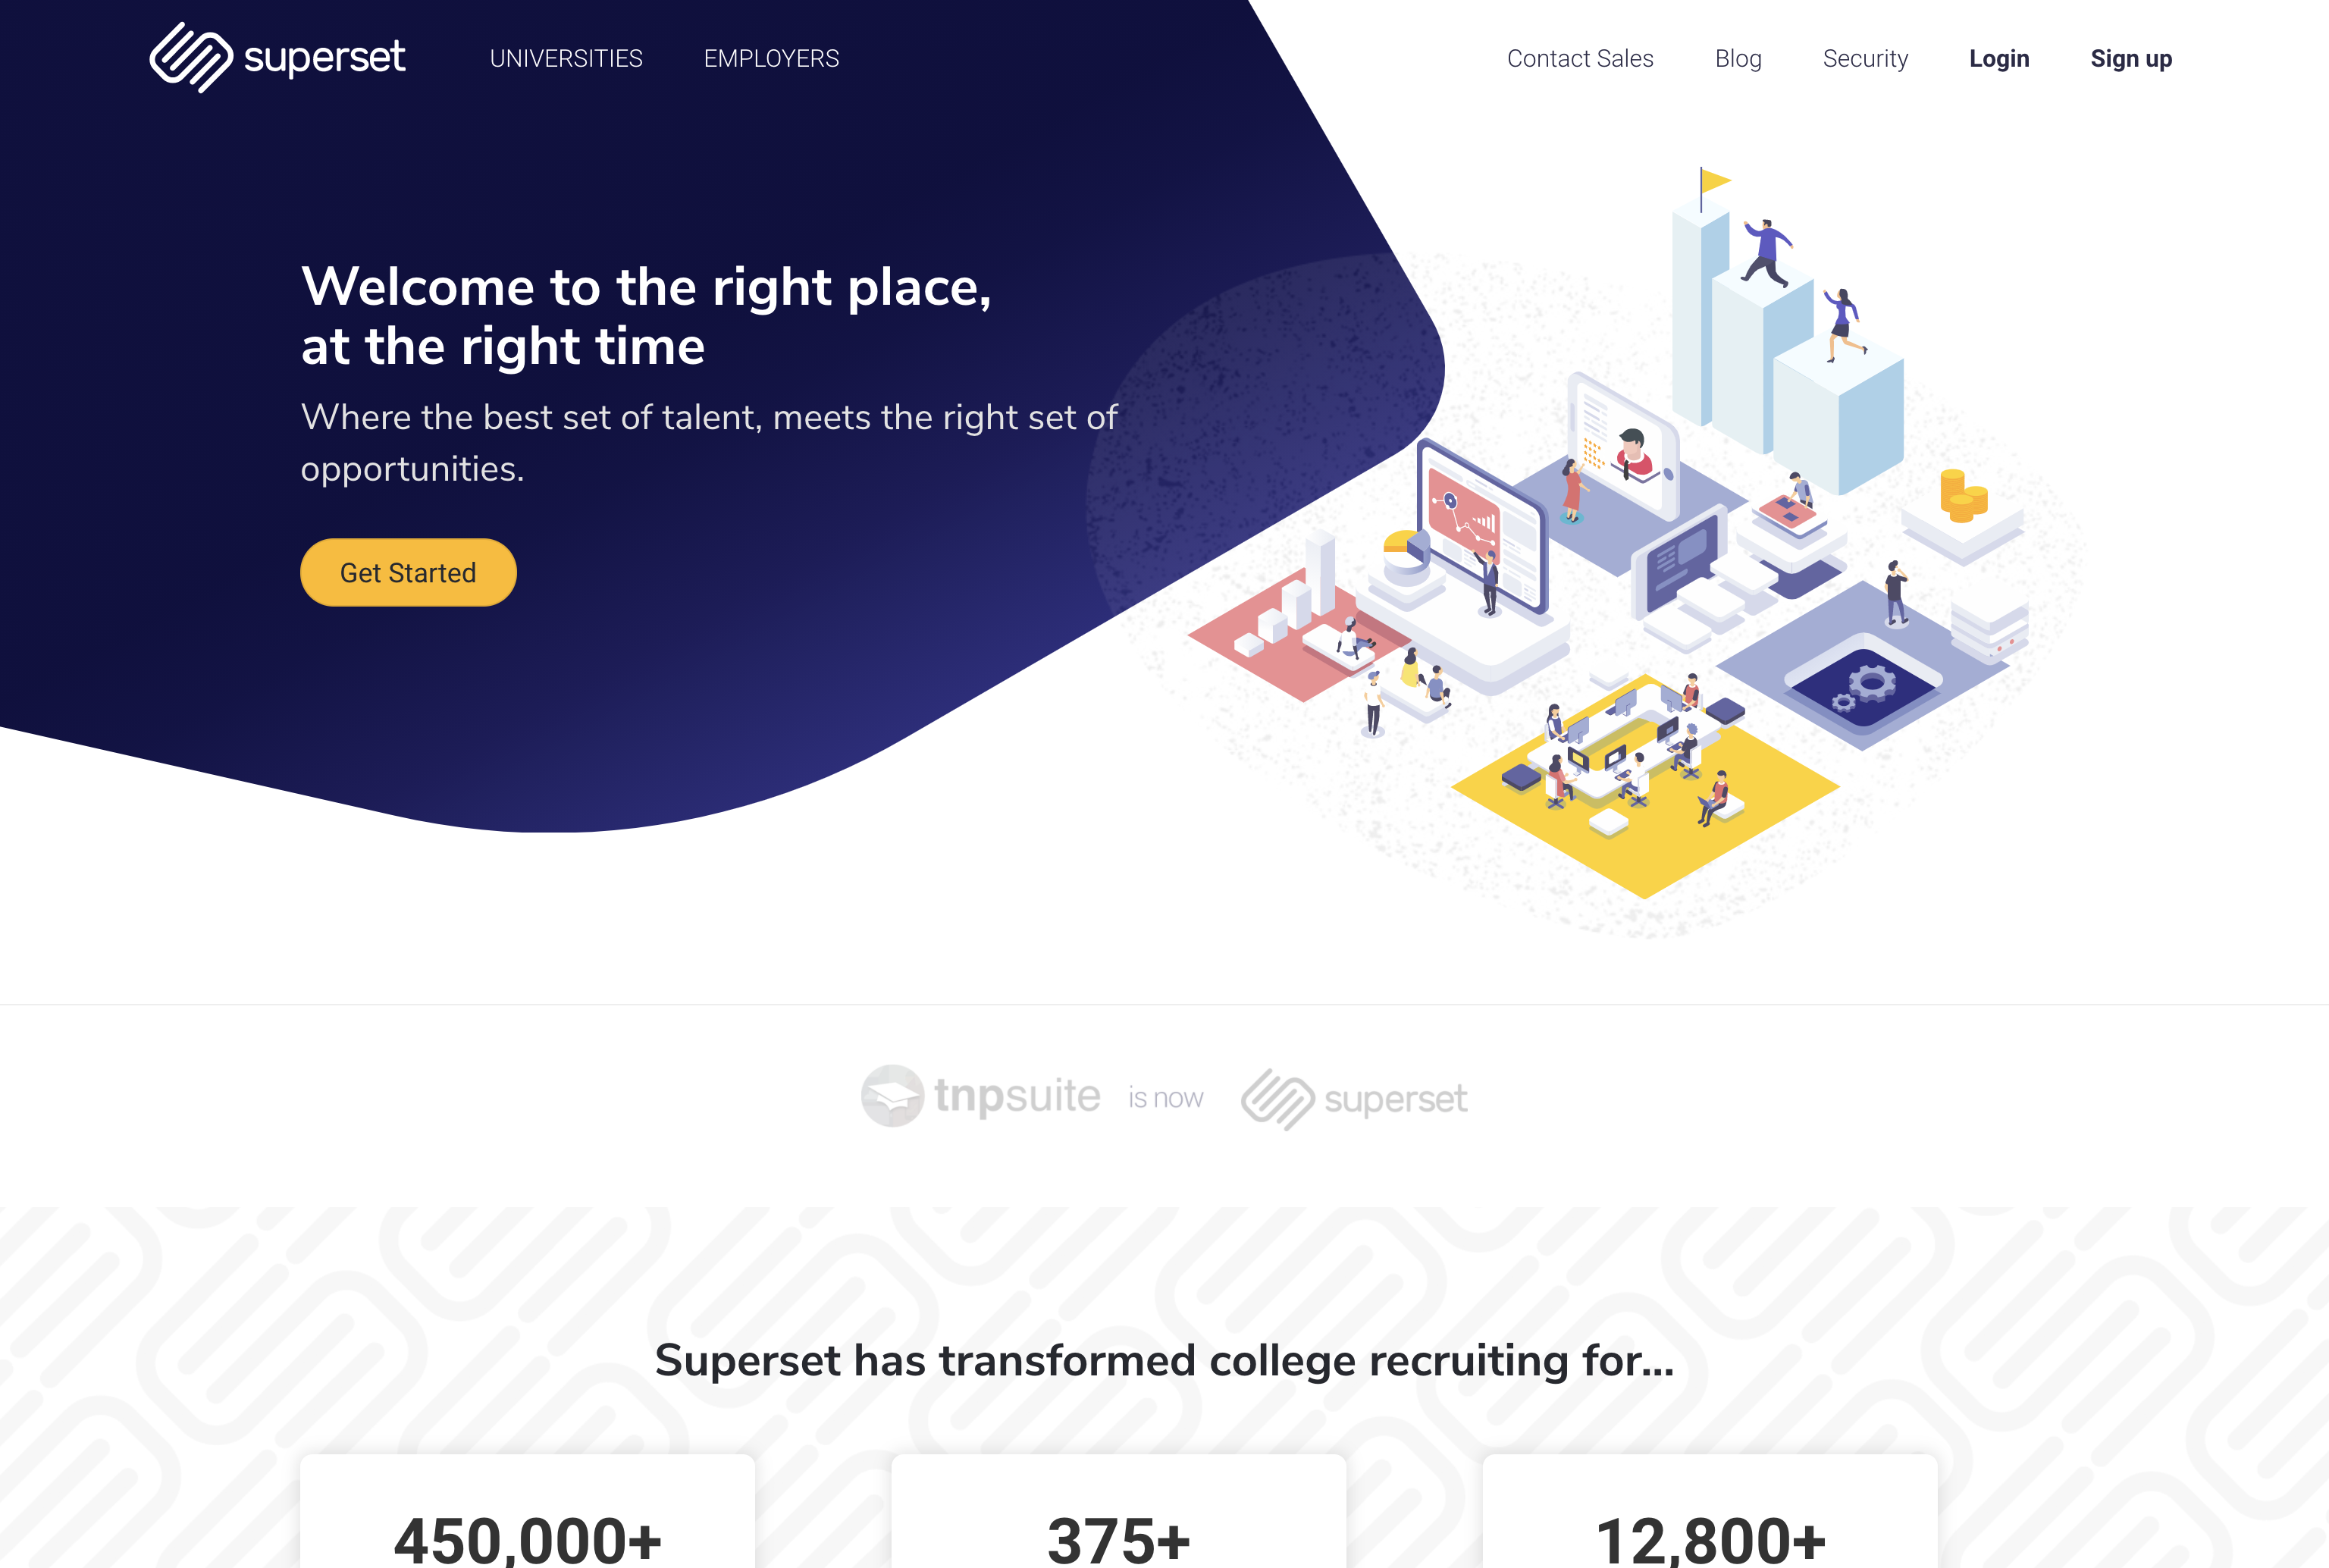 superset
UNIVERSITIES
EMPLOYERS
Contact Sales
Blog
Security
Login
Sign up
Welcome to the right place,
at the right time
Where the best set of talent, meets the right set of
opportunities.
Get Started
tnpsuite is now superset
Superset has transformed college recruiting for...
450,000+
375+
12,800+